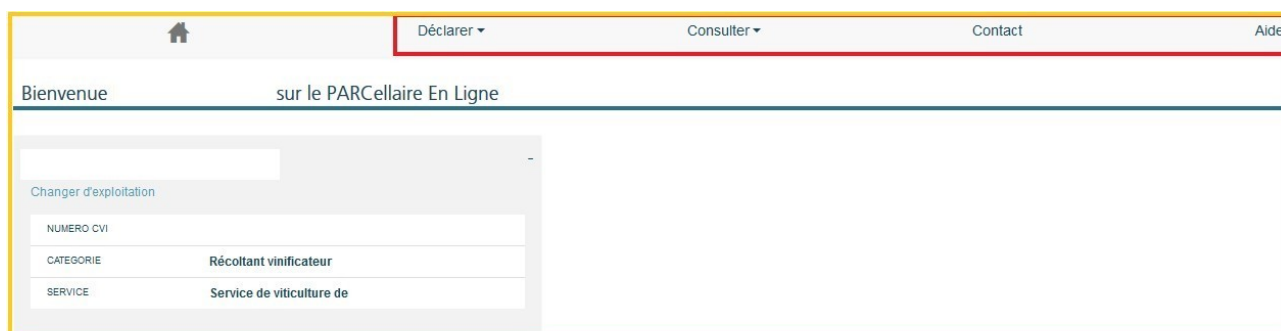 Déclarer Consulter Contact Aide
Bienvenue sur le PARCellaire En Ligne
-
Changer d'exploitation
NUMERO CVI
CATEGORIE Récoltant vinificateur
SERVICE Service de viticulture de